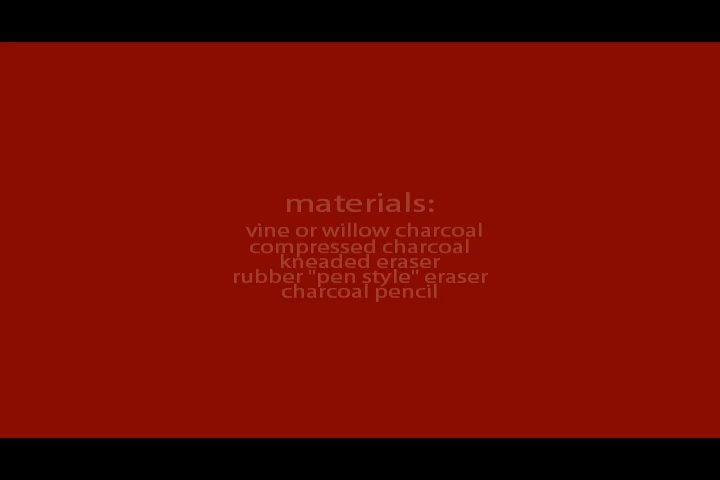 materials:
vine or willow charcoal
compressed charcoal
kneaded eraser
rubber "pen style" eraser
charcoal pencil